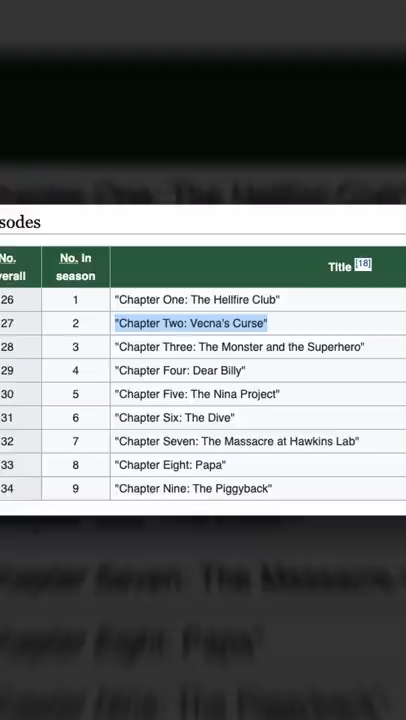 sodes
No. verall No. in season Title [18]
26 1 "Chapter One: The Hellfire Club"
27 2 "Chapter Two: Vecna's Curse"
28 3 "Chapter Three: The Monster and the Superhero"
29 4 "Chapter Four: Dear Billy"
30 5 "Chapter Five: The Nina Project"
31 6 "Chapter Six: The Dive"
32 7 "Chapter Seven: The Massacre at Hawkins Lab"
33 8 "Chapter Eight: Papa"
34 9 "Chapter Nine: The Piggyback"